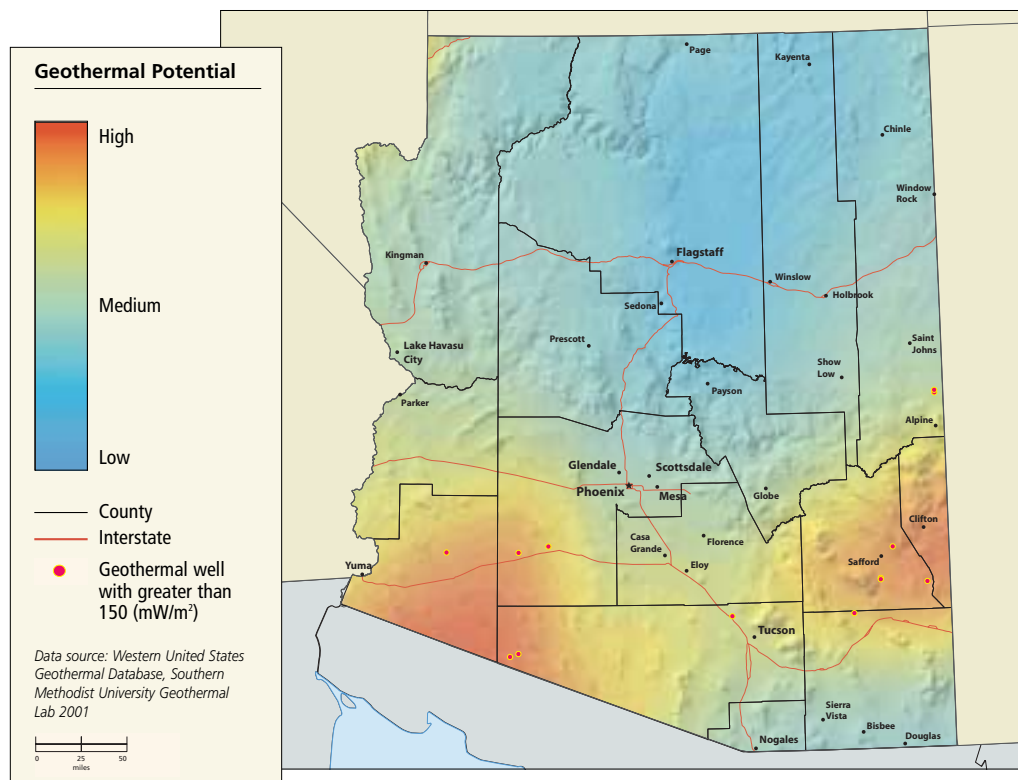 Geothermal Potential
High
Medium
Low
County
Interstate
Geothermal well
with greater than
150 (mW/m²)
Data source: Western United States
Geothermal Database, Southern
Methodist University Geothermal
Lab 2001
0 25 50
miles
Page
Kayenta
Chinle
Window
Rock
Kingman
Flagstaff
Winslow
Holbrook
Sedona
Prescott
Lake Havasu
City
Saint
Johns
Show
Low
Payson
Parker
Alpine
Glendale
Scottsdale
Phoenix
Mesa
Globe
Clifton
Casa
Grande
Florence
Safford
Yuma
Eloy
Tucson
Sierra
Vista
Bisbee
Douglas
Nogales